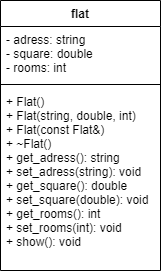 flat
- adress: string
- square: double
- rooms: int
+ Flat()
+ Flat(string, double, int)
+ Flat(const Flat&)
+ ~Flat()
+ get_adress(): string
+ set_adress(string): void
+ get_square(): double
+ set_square(double): void
+ get_rooms(): int
+ set_rooms(int): void
+ show(): void